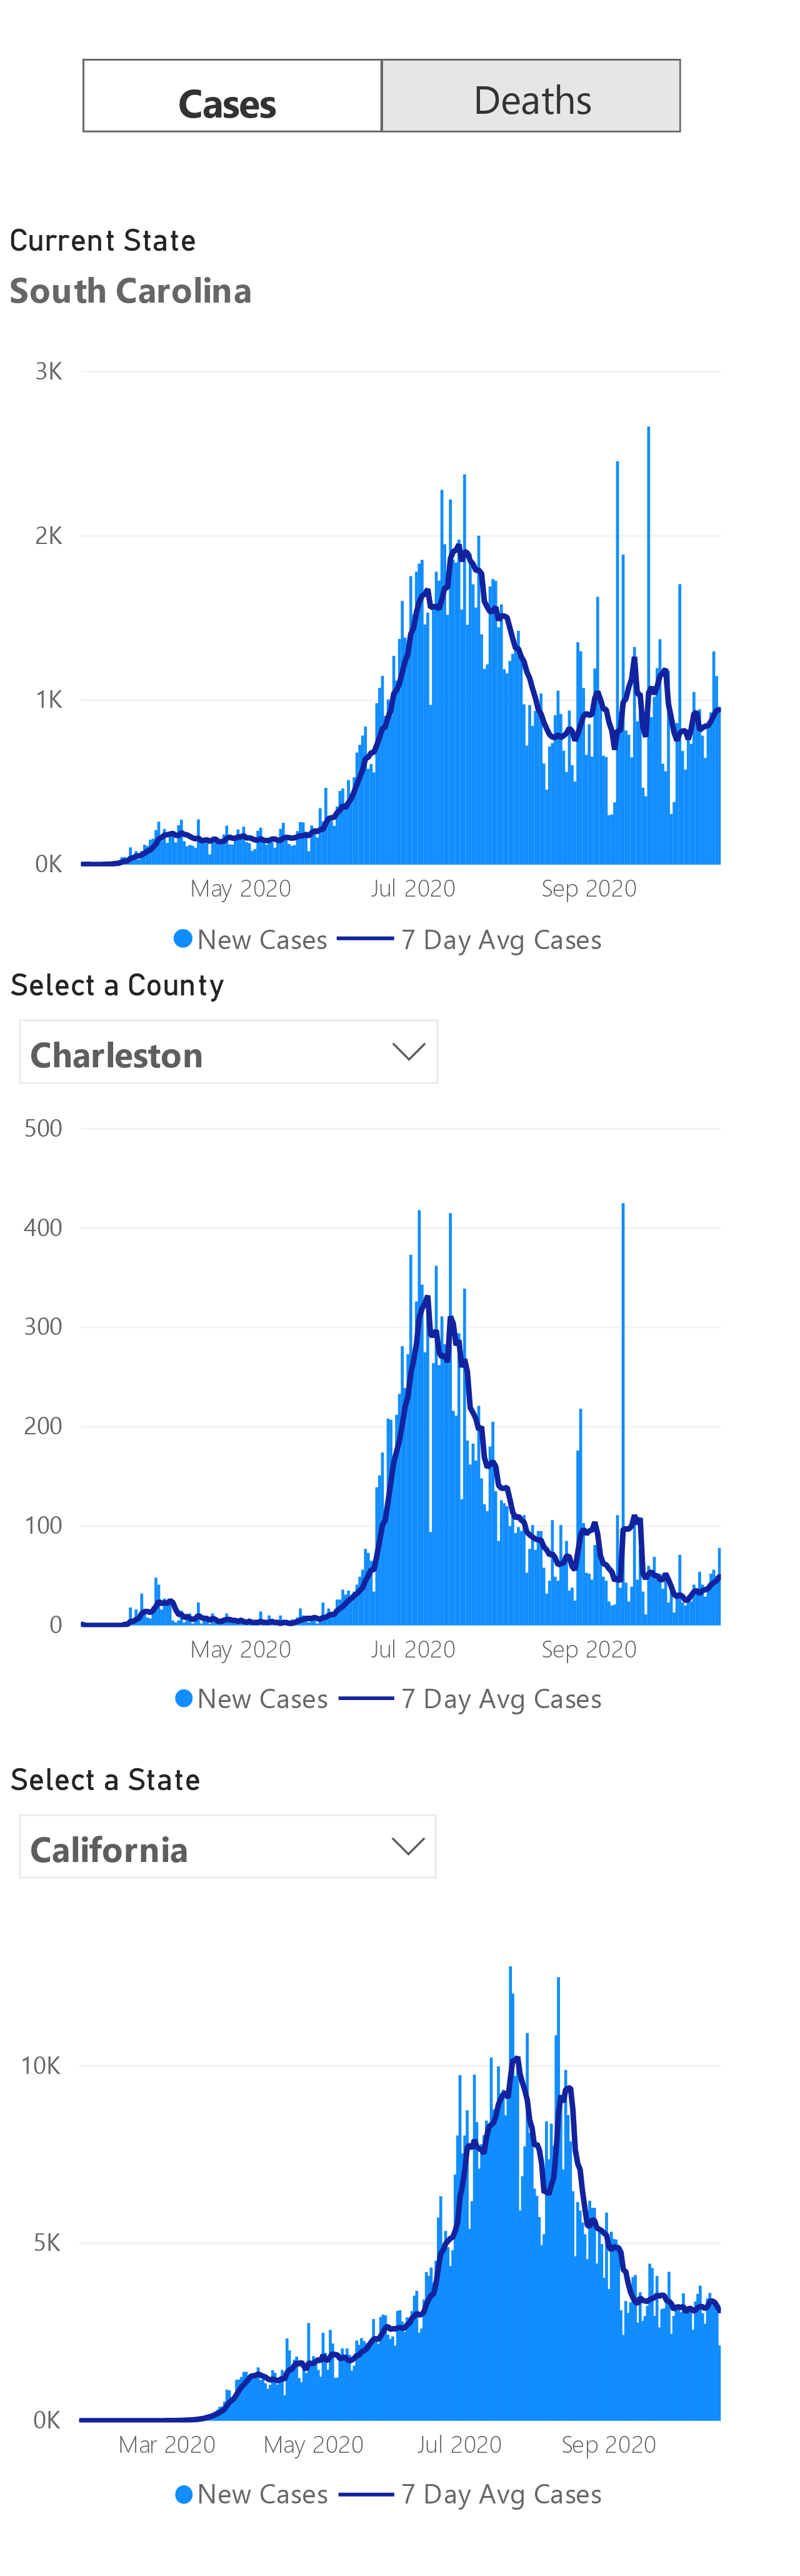 Cases Deaths
Current State
South Carolina
3K
2K
1K
0K
May 2020 Jul 2020 Sep 2020
New Cases 7 Day Avg Cases
Select a County
Charleston
500
400
300
200
100
0
May 2020 Jul 2020 Sep 2020
New Cases 7 Day Avg Cases
Select a State
California
10K
5K
0K
Mar 2020 May 2020 Jul 2020 Sep 2020
New Cases 7 Day Avg Cases